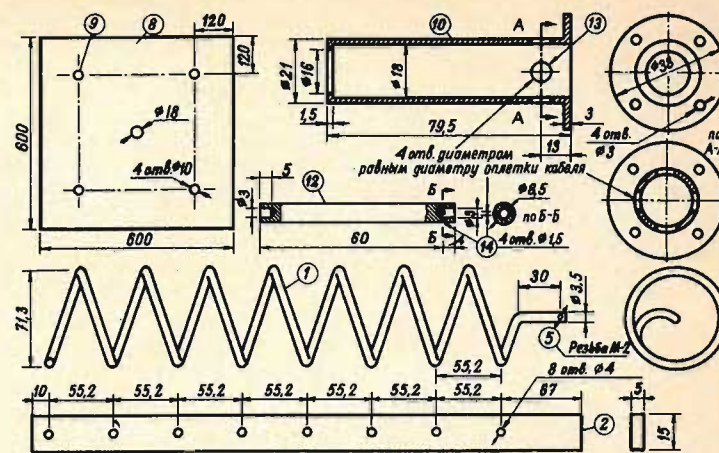 9
8
120
120
600
600
Ø18
4 отв. Ø10
10
А
А
13
Ø21
Ø16
Ø18
1,5
79,5
3
13
Ø3
4 отв. диаметром
равным диаметру оплетки кабеля
Ø38
4 отв.
5
12
Ø3
60
Б
Б
Ø8,5
по Б-Б
14
4 отв. Ø1,5
1
71,3
30
Ø3,5
5
Резьба М-2
55,2
8 отв. Ø4
10
55,2
55,2
55,2
55,2
55,2
55,2
55,2
67
2
5
15